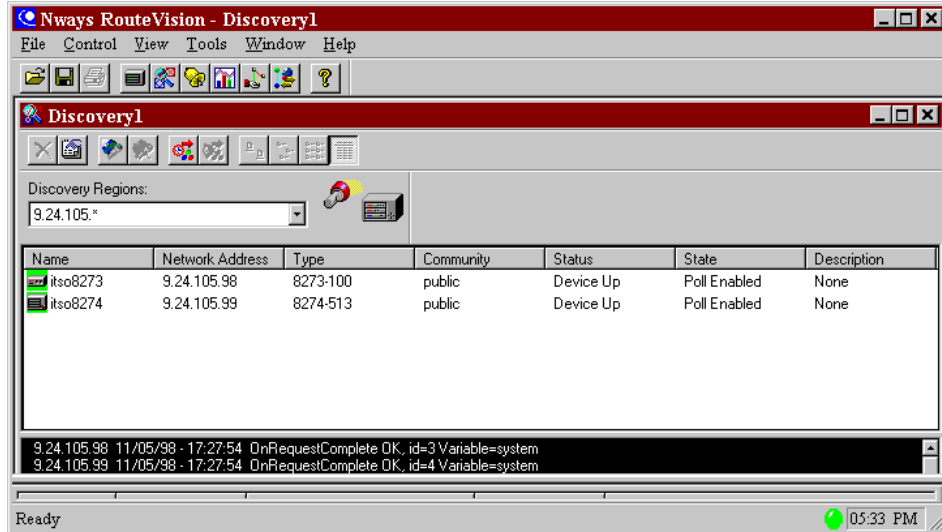 Nways RouteVision - Discovery1
File Control View Tools Window Help
Discovery1
Discovery Regions:
9.24.105.*
Name Network Address Type Community Status State Description
itso8273 9.24.105.98 8273-100 public Device Up Poll Enabled None
itso8274 9.24.105.99 8274-513 public Device Up Poll Enabled None
9.24.105.98 11/05/98 - 17:27:54 OnRequestComplete OK, id=3 Variable=system
9.24.105.99 11/05/98 - 17:27:54 OnRequestComplete OK, id=4 Variable=system
Ready 05:33 PM